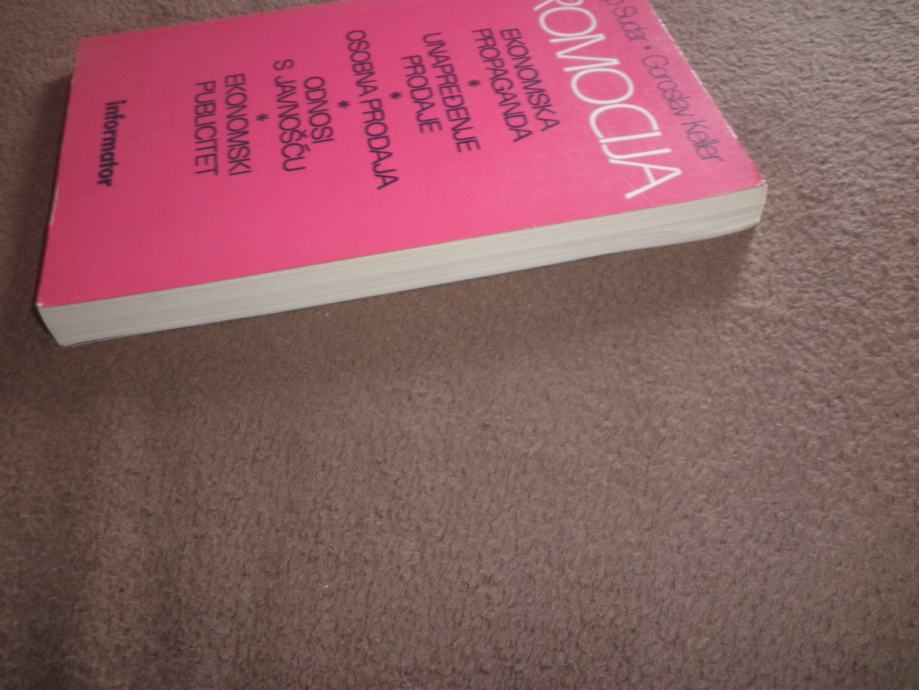 Sudar • Goroslav Keller
ROMOCIJA
EKONOMSKA
PROPAGANDA
*
UNAPREĐENJE
PRODAJE
*
OSOBNA PRODAJA
*
ODNOSI
S JAVNOŠĆU
*
EKONOMSKI
PUBLICITET
informator